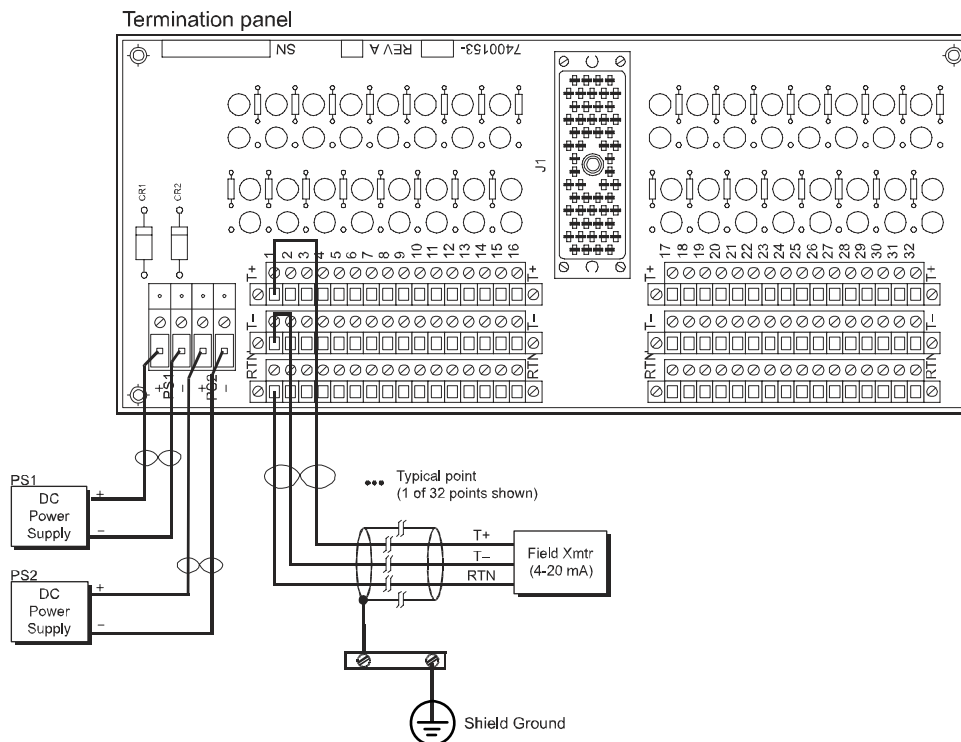 Termination panel
7400153-
REV A
SN
J1
CR1
CR2
1 2 3 4 5 6 7 8 9 10 11 12 13 14 15 16
17 18 19 20 21 22 23 24 25 26 27 28 29 30 31 32
T+ T+ T+
T- T- T–
RTN RTN RTN
+ PS1 – + PS2 –
PS1
DC
Power
Supply
+
–
PS2
DC
Power
Supply
+
–
••• Typical point
(1 of 32 points shown)
T+
T–
RTN
Field Xmtr
(4-20 mA)
Shield Ground